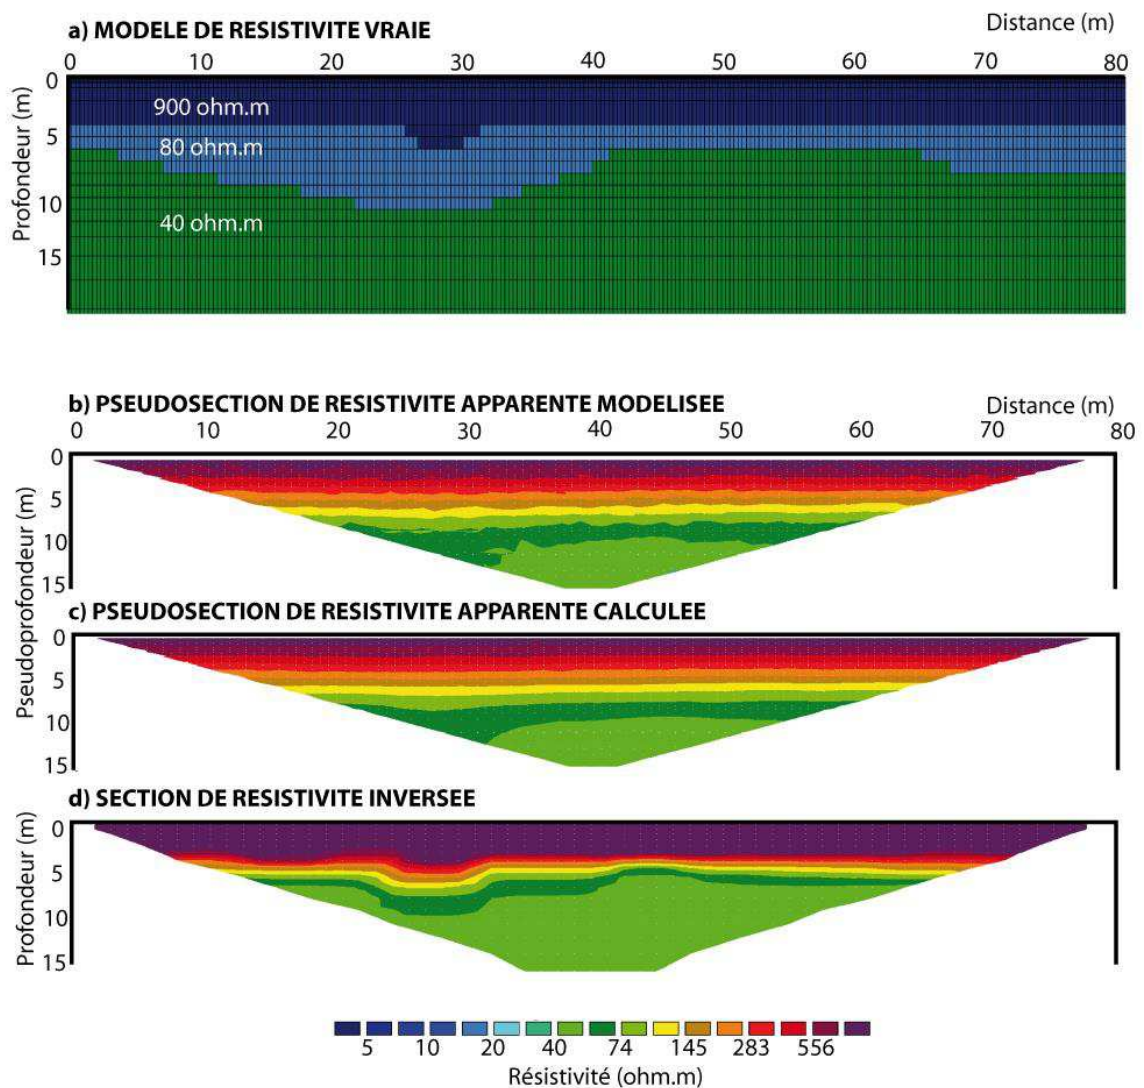 a) MODELE DE RESISTIVITE VRAIE
Distance (m)
0 10 20 30 40 50 60 70 80
Profondeur (m)
0
5
10
15
900 ohm.m
80 ohm.m
40 ohm.m
b) PSEUDOSECTION DE RESISTIVITE APPARENTE MODELISEE
Distance (m)
0 10 20 30 40 50 60 70 80
Pseudoprofondeur (m)
0
5
10
15
c) PSEUDOSECTION DE RESISTIVITE APPARENTE CALCULEE
0
5
10
15
d) SECTION DE RESISTIVITE INVERSEE
Profondeur (m)
0
5
10
15
5 10 20 40 74 145 283 556
Résistivité (ohm.m)